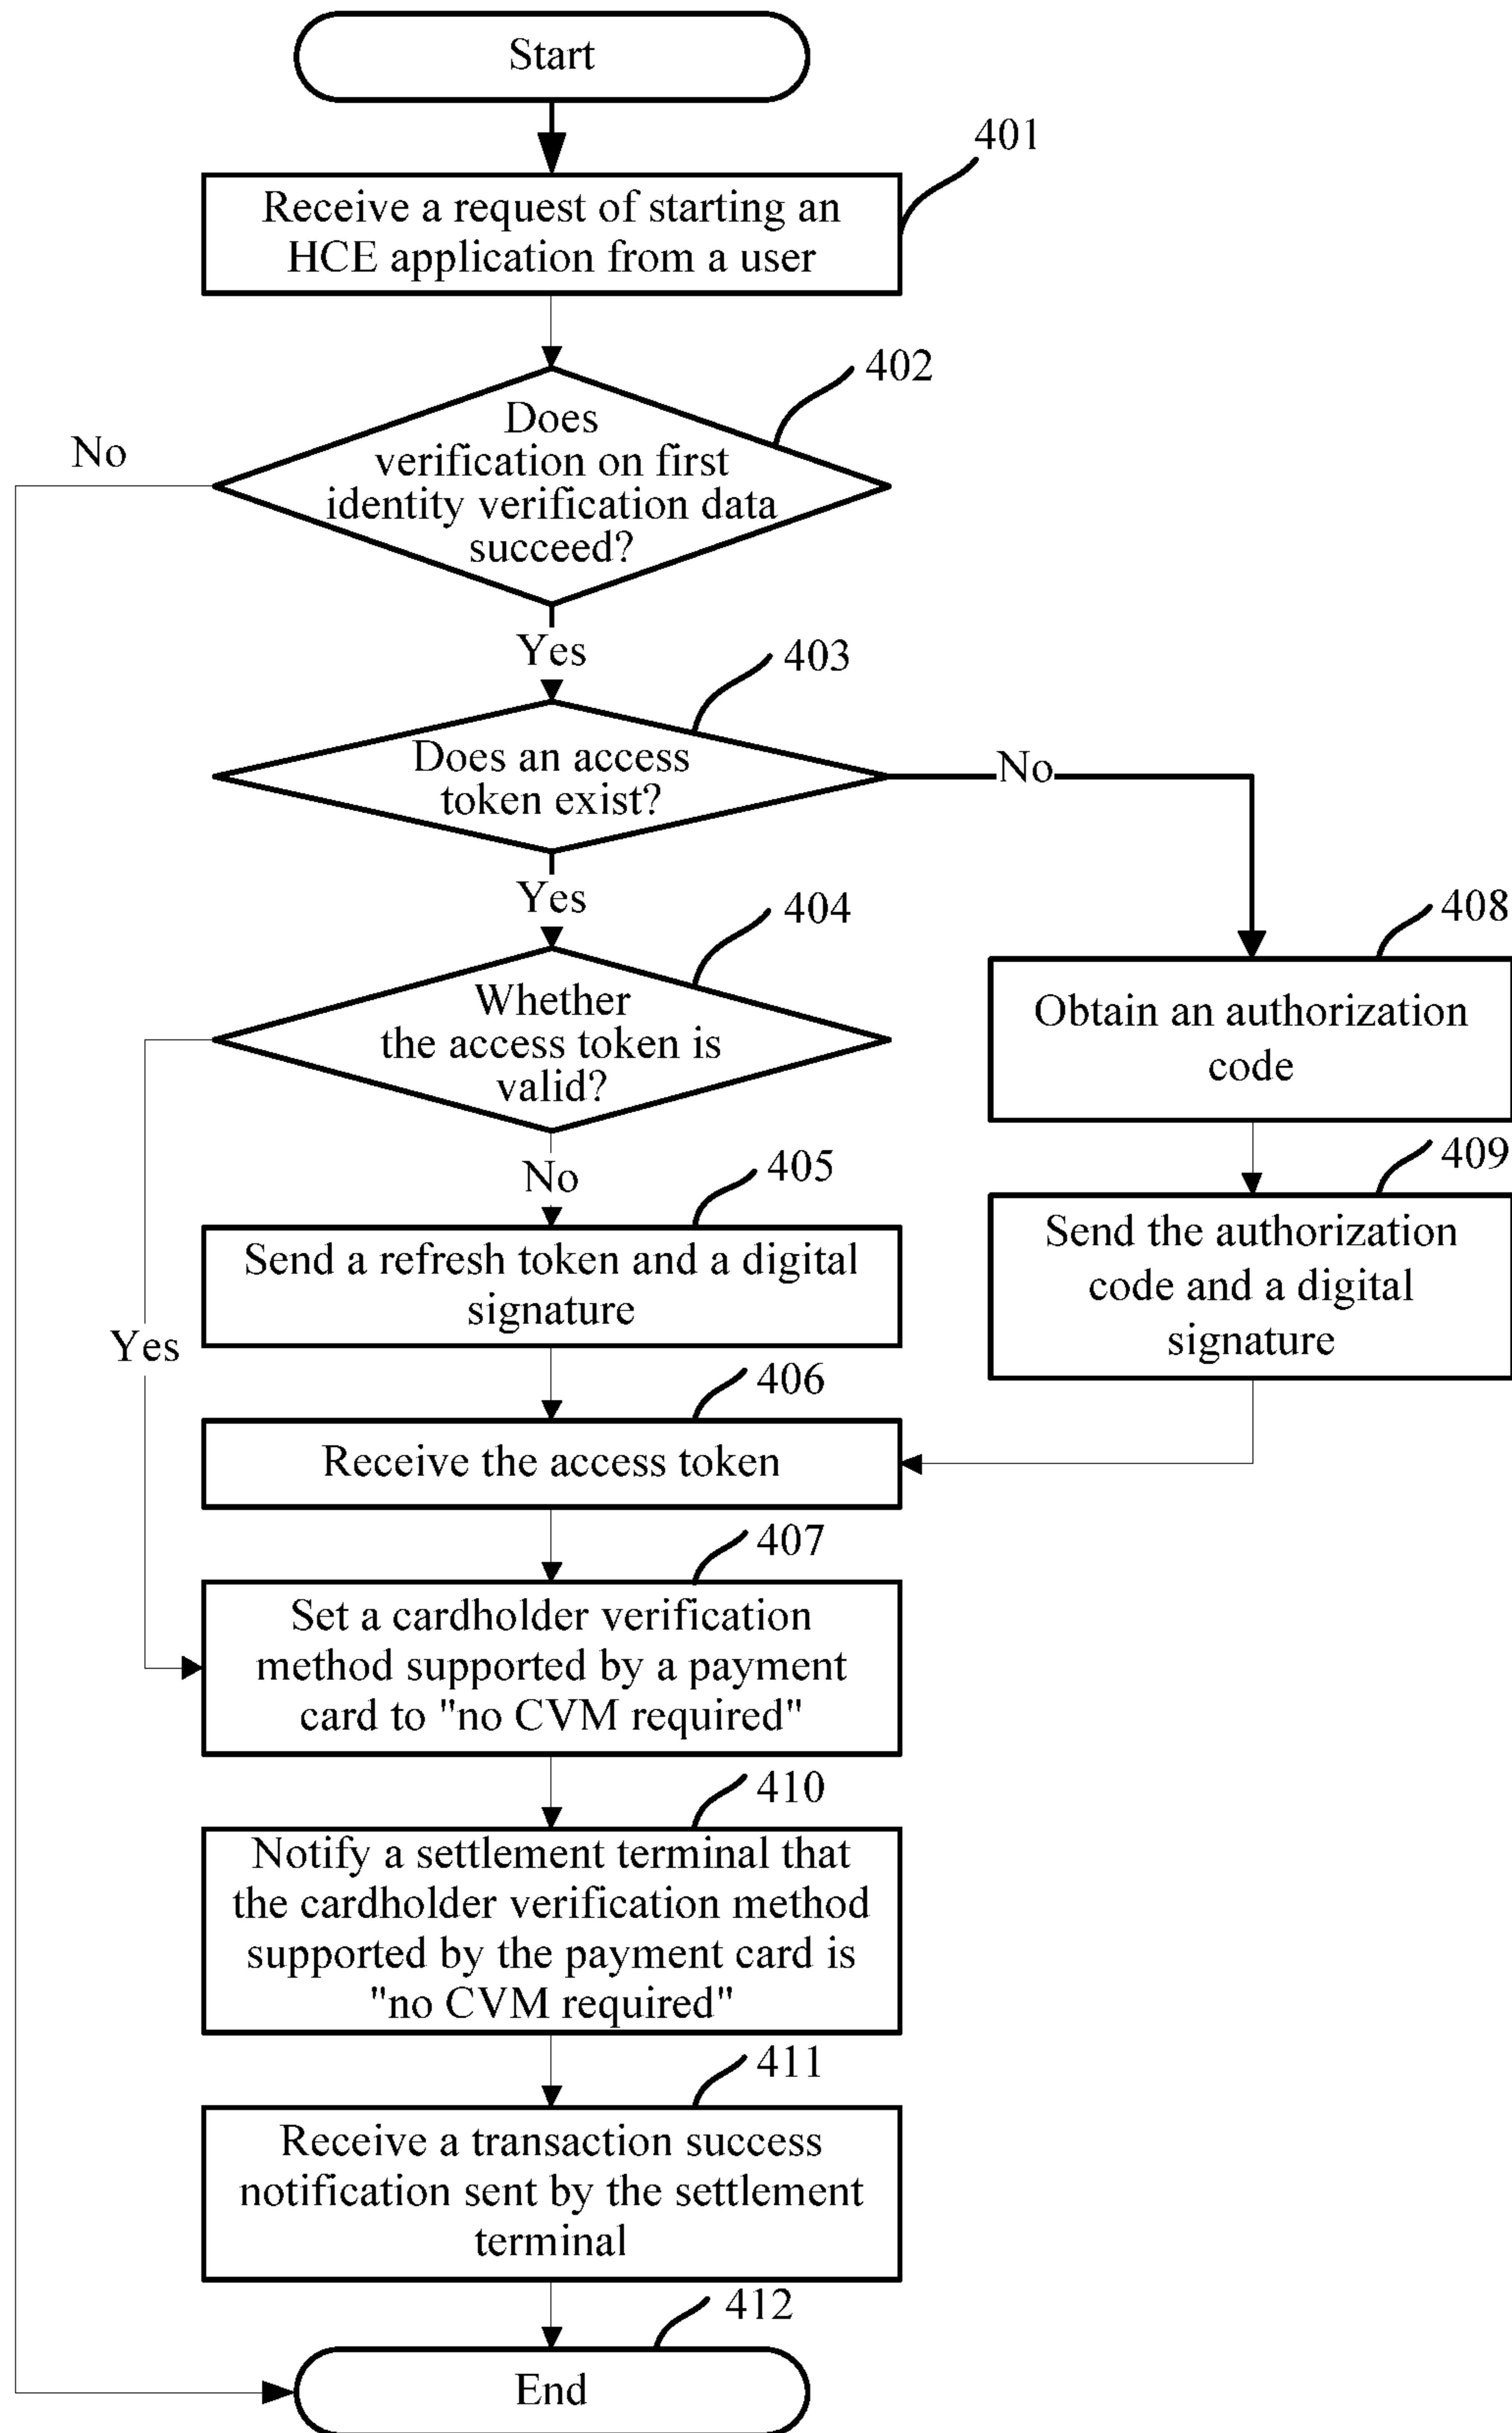 Start
401
Receive a request of starting an
HCE application from a user
402
Does
verification on first
identity verification data
succeed?
No
Yes
403
Does an access
token exist?
No
Yes
404
Whether
the access token is
valid?
408
Obtain an authorization
code
No
405
Send a refresh token and a digital
signature
409
Send the authorization
code and a digital
signature
Yes
406
Receive the access token
407
Set a cardholder verification
method supported by a payment
card to "no CVM required"
410
Notify a settlement terminal that
the cardholder verification method
supported by the payment card is
"no CVM required"
411
Receive a transaction success
notification sent by the settlement
terminal
412
End